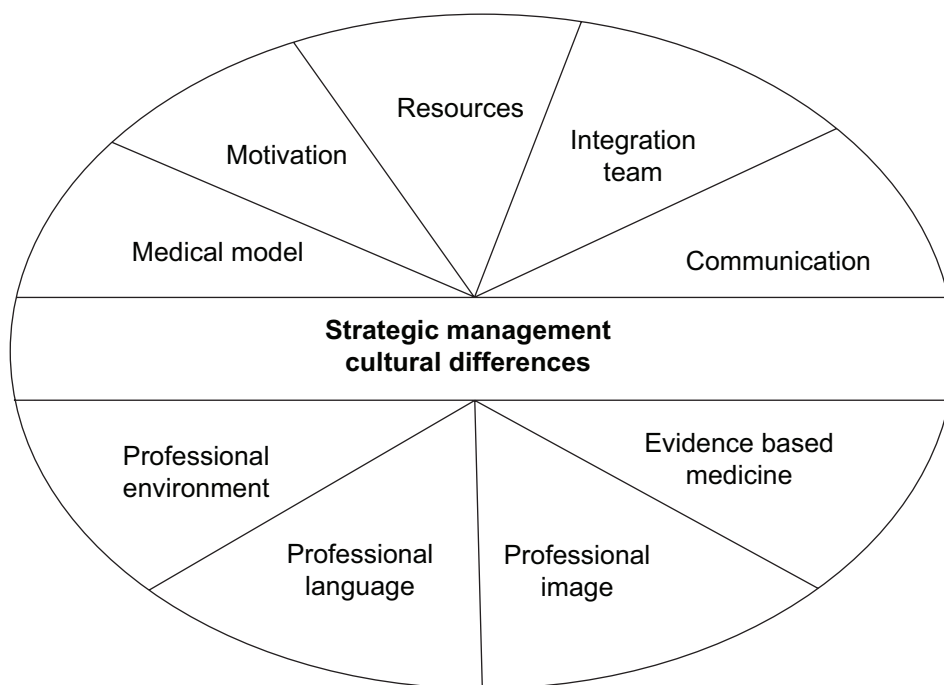 Resources
Motivation
Integration
team
Medical model
Communication
Strategic management
cultural differences
Professional
environment
Evidence based
medicine
Professional
language
Professional
image